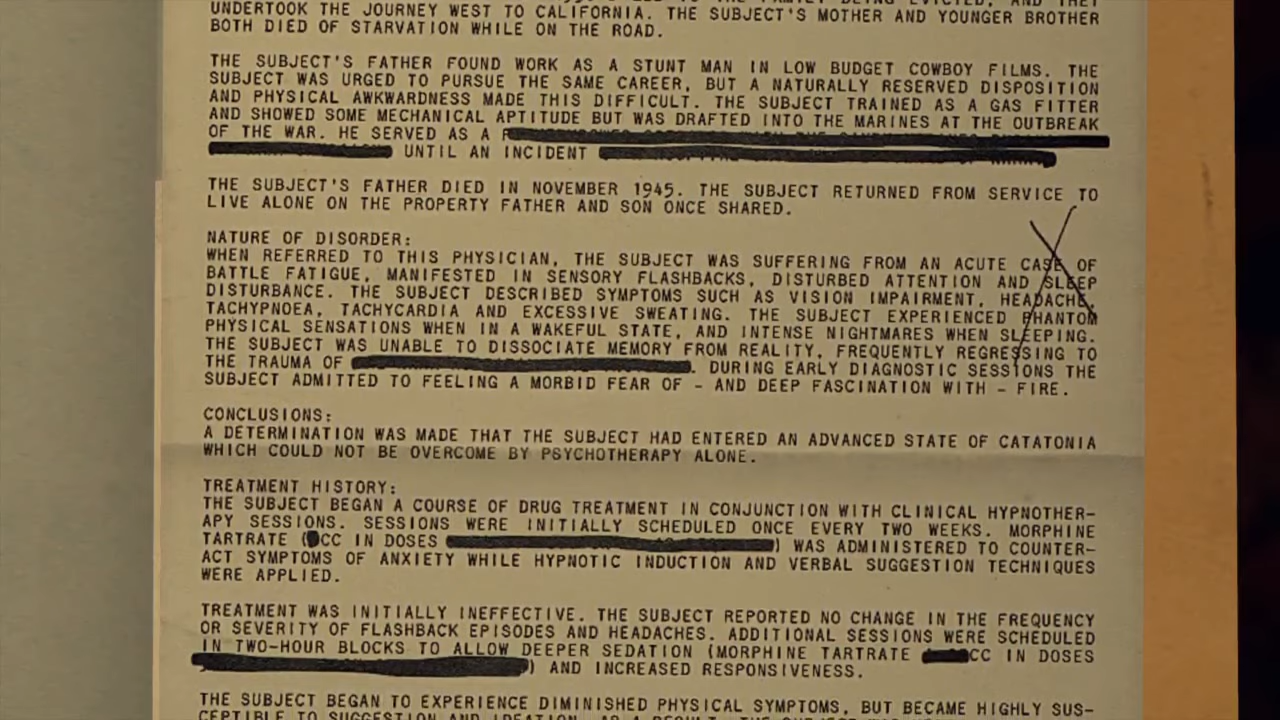 UNDERTOOK THE JOURNEY WEST TO CALIFORNIA. THE SUBJECT'S MOTHER AND YOUNGER BROTHER
BOTH DIED OF STARVATION WHILE ON THE ROAD.
THE SUBJECT'S FATHER FOUND WORK AS A STUNT MAN IN LOW BUDGET COWBOY FILMS. THE
SUBJECT WAS URGED TO PURSUE THE SAME CAREER, BUT A NATURALLY RESERVED DISPOSITION
AND PHYSICAL AWKWARDNESS MADE THIS DIFFICULT. THE SUBJECT TRAINED AS A GAS FITTER
AND SHOWED SOME MECHANICAL APTITUDE BUT WAS DRAFTED INTO THE MARINES AT THE OUTBREAK
OF THE WAR. HE SERVED AS A
UNTIL AN INCIDENT
THE SUBJECT'S FATHER DIED IN NOVEMBER 1945. THE SUBJECT RETURNED FROM SERVICE TO
LIVE ALONE ON THE PROPERTY FATHER AND SON ONCE SHARED.
NATURE OF DISORDER:
WHEN REFERRED TO THIS PHYSICIAN, THE SUBJECT WAS SUFFERING FROM AN ACUTE CASE OF
BATTLE FATIGUE, MANIFESTED IN SENSORY FLASHBACKS, DISTURBED ATTENTION AND SLEEP
DISTURBANCE. THE SUBJECT DESCRIBED SYMPTOMS SUCH AS VISION IMPAIRMENT, HEADACHE,
TACHYPNOEA, TACHYCARDIA AND EXCESSIVE SWEATING. THE SUBJECT EXPERIENCED PHANTOM
PHYSICAL SENSATIONS WHEN IN A WAKEFUL STATE, AND INTENSE NIGHTMARES WHEN SLEEPING.
THE SUBJECT WAS UNABLE TO DISSOCIATE MEMORY FROM REALITY, FREQUENTLY REGRESSING TO
THE TRAUMA OF . DURING EARLY DIAGNOSTIC SESSIONS THE
SUBJECT ADMITTED TO FEELING A MORBID FEAR OF - AND DEEP FASCINATION WITH - FIRE.
CONCLUSIONS:
A DETERMINATION WAS MADE THAT THE SUBJECT HAD ENTERED AN ADVANCED STATE OF CATATONIA
WHICH COULD NOT BE OVERCOME BY PSYCHOTHERAPY ALONE.
TREATMENT HISTORY:
THE SUBJECT BEGAN A COURSE OF DRUG TREATMENT IN CONJUNCTION WITH CLINICAL HYPNOTHER-
APY SESSIONS. SESSIONS WERE INITIALLY SCHEDULED ONCE EVERY TWO WEEKS. MORPHINE
TARTRATE ( CC IN DOSES ) WAS ADMINISTERED TO COUNTER-
ACT SYMPTOMS OF ANXIETY WHILE HYPNOTIC INDUCTION AND VERBAL SUGGESTION TECHNIQUES
WERE APPLIED.
TREATMENT WAS INITIALLY INEFFECTIVE. THE SUBJECT REPORTED NO CHANGE IN THE FREQUENCY
OR SEVERITY OF FLASHBACK EPISODES AND HEADACHES. ADDITIONAL SESSIONS WERE SCHEDULED
IN TWO-HOUR BLOCKS TO ALLOW DEEPER SEDATION (MORPHINE TARTRATE CC IN DOSES
) AND INCREASED RESPONSIVENESS.
THE SUBJECT BEGAN TO EXPERIENCE DIMINISHED PHYSICAL SYMPTOMS, BUT BECAME HIGHLY SUS-